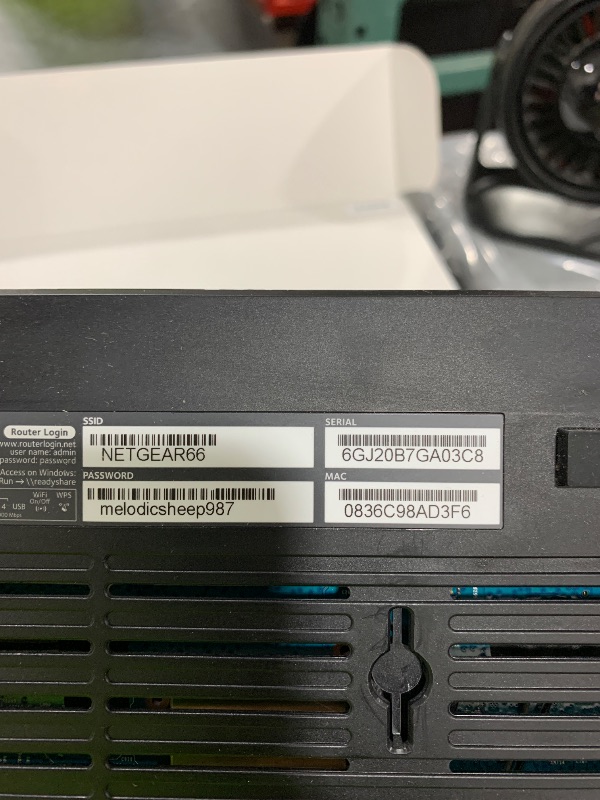 Router Login
www.routerlogin.net
user name: admin
password: password
Access on Windows:
Run → \\readyshare
USB
WiFi
On/Off
WPS
SSID
NETGEAR66
PASSWORD
melodicsheep987
SERIAL
6GJ20B7GA03C8
MAC
0836C98AD3F6